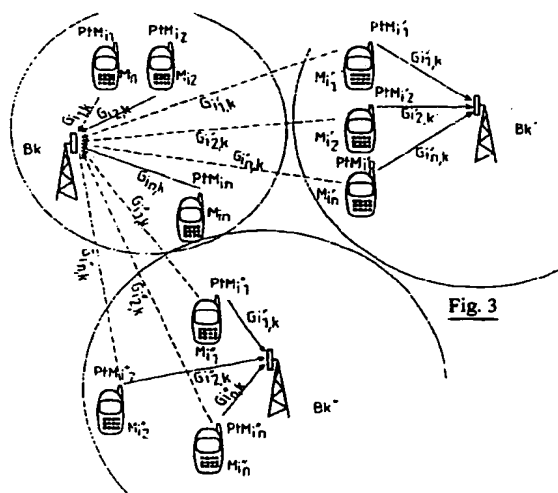 PtMi1
PtMi2
Mi2
Gi1,k
Gi2,k
Bk
Gin,k
PtMin
Min
PtMi'1
Mi'1
Gi'1,k
Gi'1,k
PtMi'2
Mi'2
Gi'2,k
Gi'2,k
Mi'n
Gi'n,k
Gi'n,k
Bk'
Fig. 3
PtMi"1
Mi"1
Gi"1,k
PtMi"2
Mi"2
Gi"2,k
Gi"2,k
PtMi"n
Mi"n
Gi"n,k
Bk"